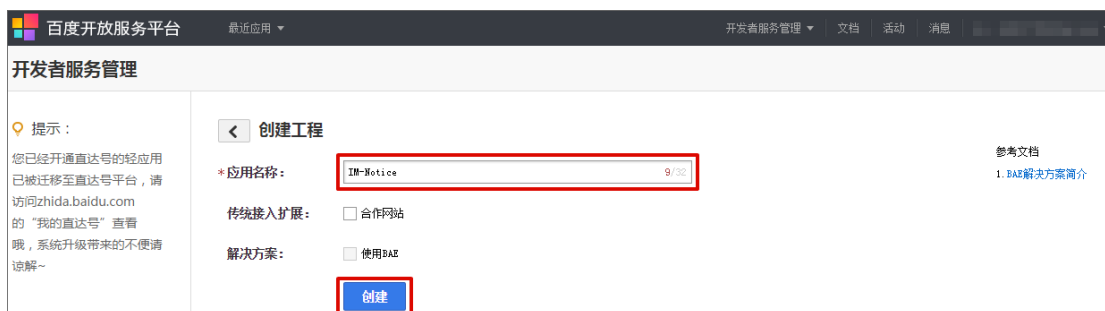 百度开放服务平台 最近应用 开发者服务管理 文档 活动 消息
开发者服务管理
提示：
您已经开通直达号的轻应用
已被迁移至直达号平台，请
访问zhida.baidu.com
的“我的直达号”查看
哦，系统升级带来的不便请
谅解~
创建工程
*应用名称： IM-Notice 9/32
传统接入扩展： 合作网站
解决方案： 使用BAE
创建
参考文档
1. BAE解决方案简介